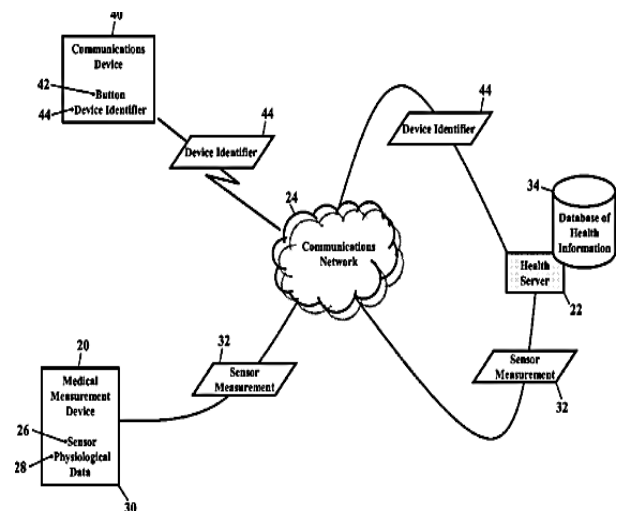 40
Communications
Device
42
Button
44
Device Identifier
44
Device Identifier
44
Device Identifier
24
Communications
Network
34
Database of
Health
Information
Health
Server
22
20
Medical
Measurement
Device
26
Sensor
28
Physiological
Data
30
32
Sensor
Measurement
Sensor
Measurement
32